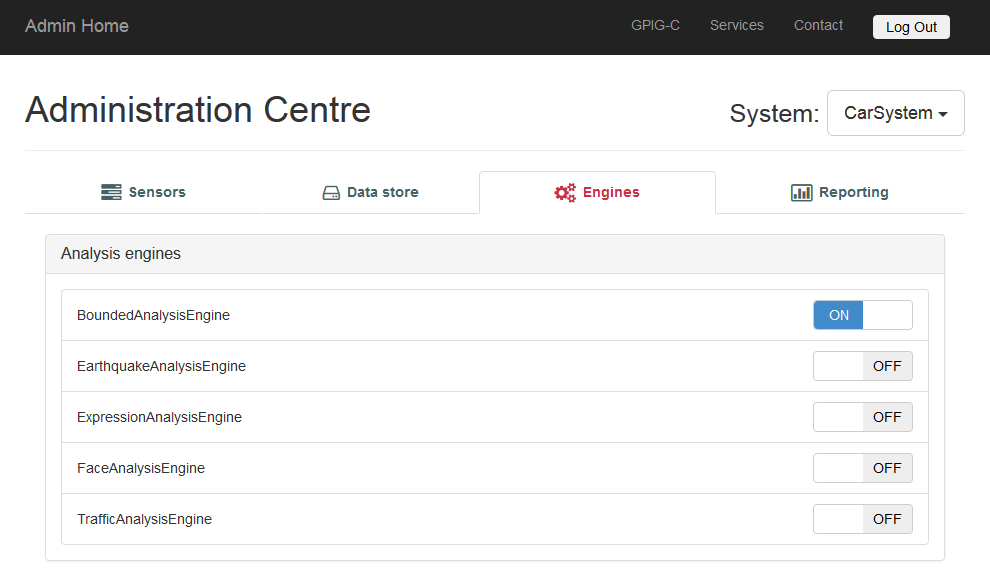 Admin Home GPIG-C Services Contact Log Out
Administration Centre System: CarSystem
Sensors Data store Engines Reporting
Analysis engines
BoundedAnalysisEngine ON
EarthquakeAnalysisEngine OFF
ExpressionAnalysisEngine OFF
FaceAnalysisEngine OFF
TrafficAnalysisEngine OFF